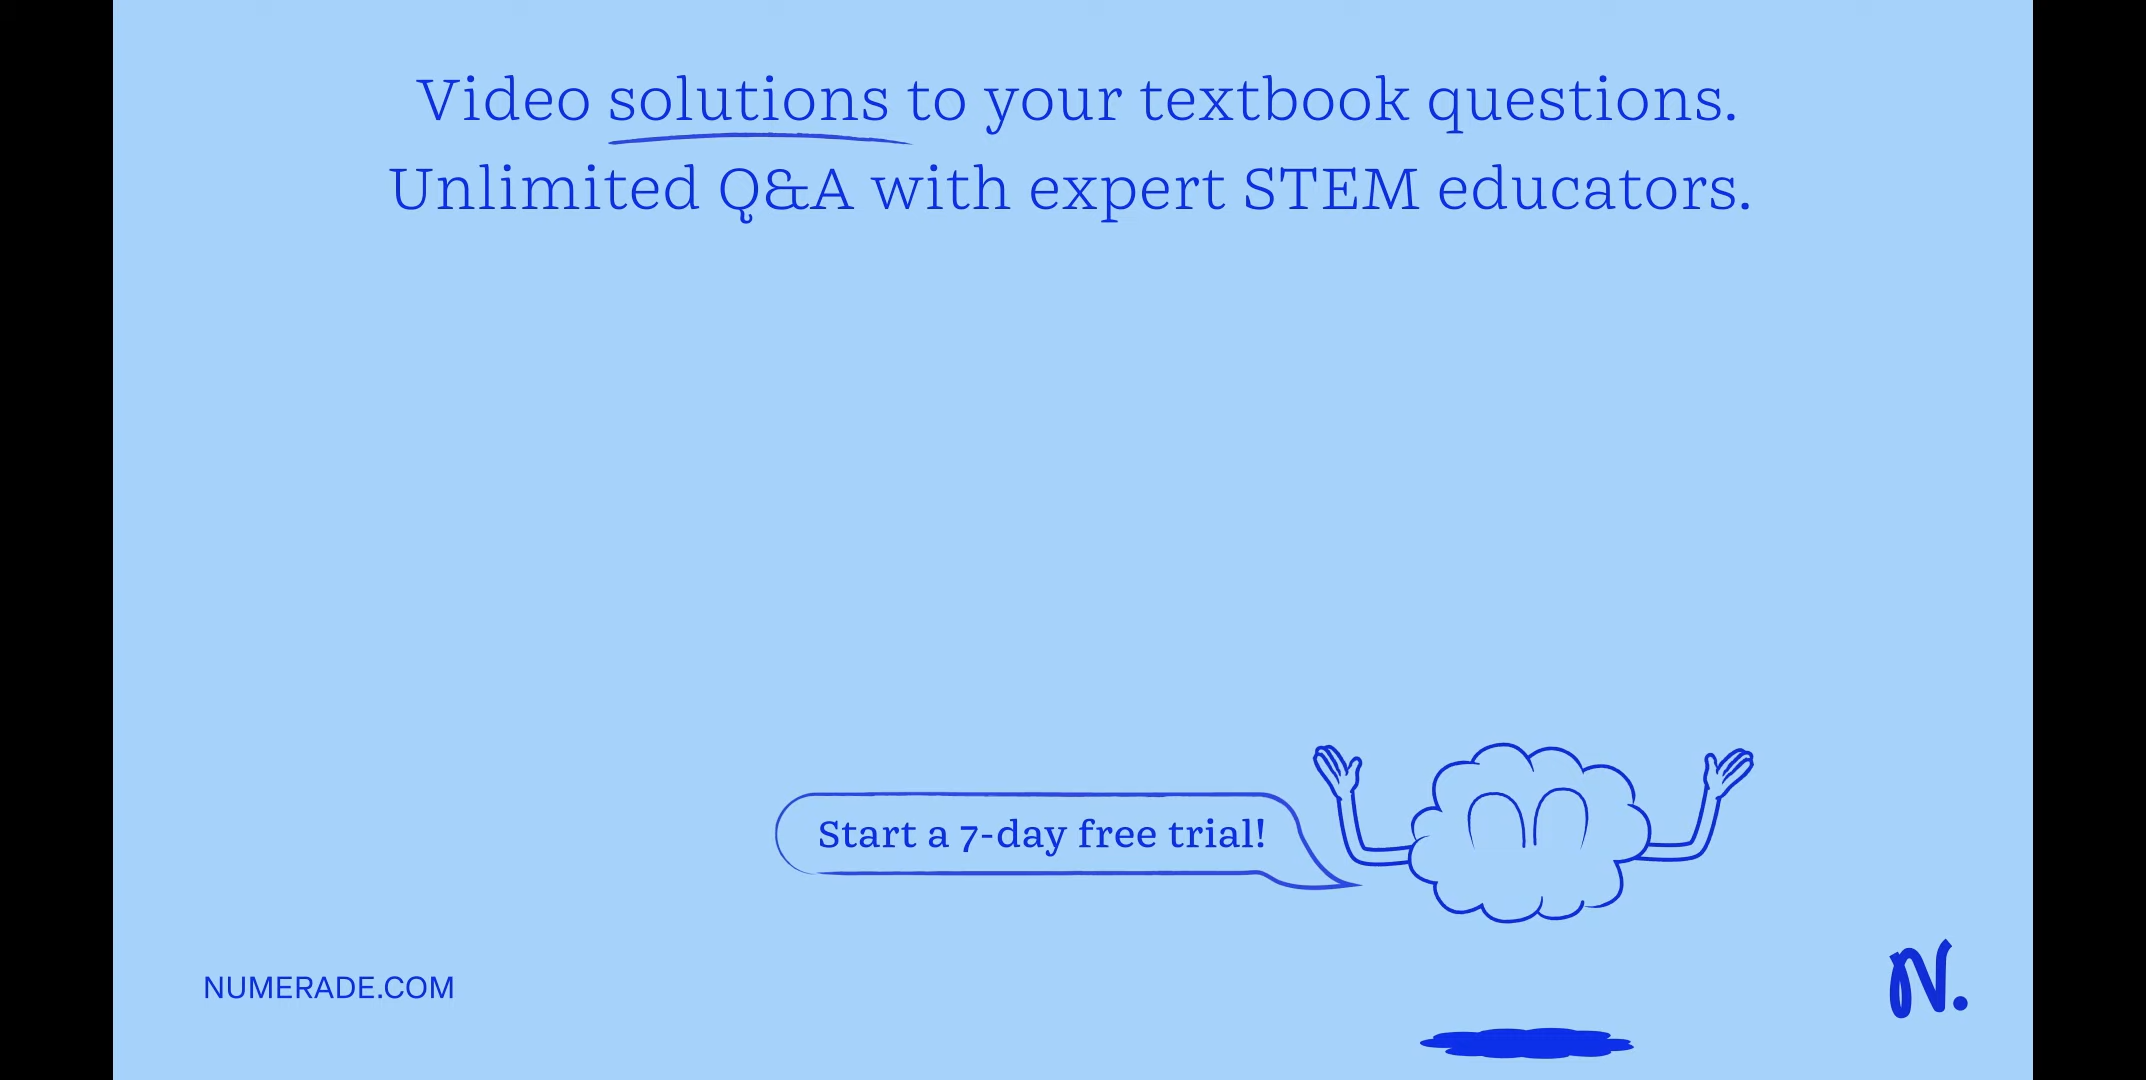 Video solutions to your textbook questions.
Unlimited Q&A with expert STEM educators.
Start a 7-day free trial!
NUMERADE.COM
N.